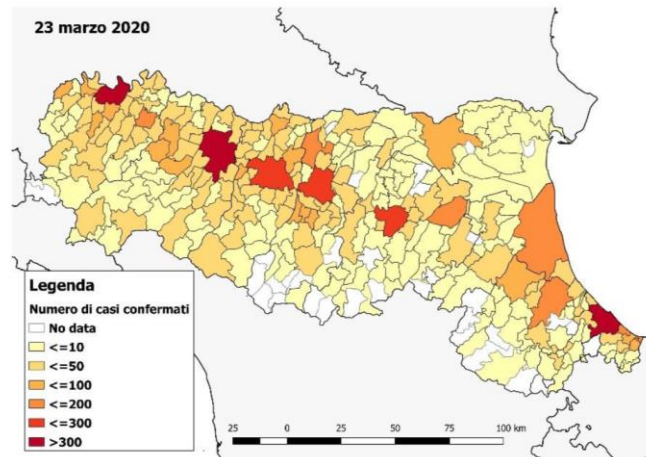 23 marzo 2020
Legenda
Numero di casi confermati
No data
<=10
<=50
<=100
<=200
<=300
>300
25 0 25 50 75 100 km